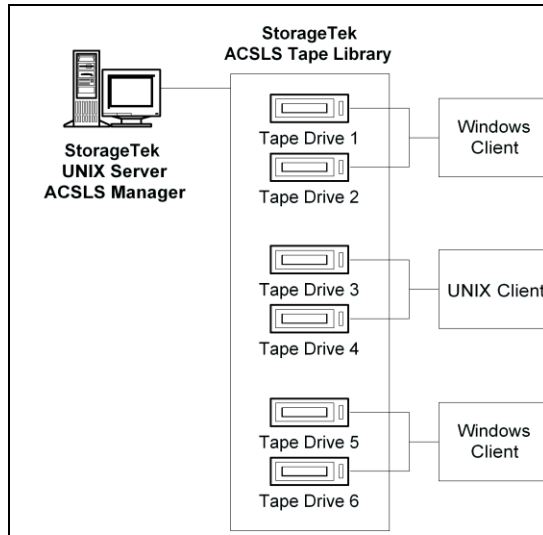 StorageTek
ACSLS Tape Library
StorageTek
UNIX Server
ACSLS Manager
Tape Drive 1
Tape Drive 2
Windows
Client
Tape Drive 3
Tape Drive 4
UNIX Client
Tape Drive 5
Tape Drive 6
Windows
Client